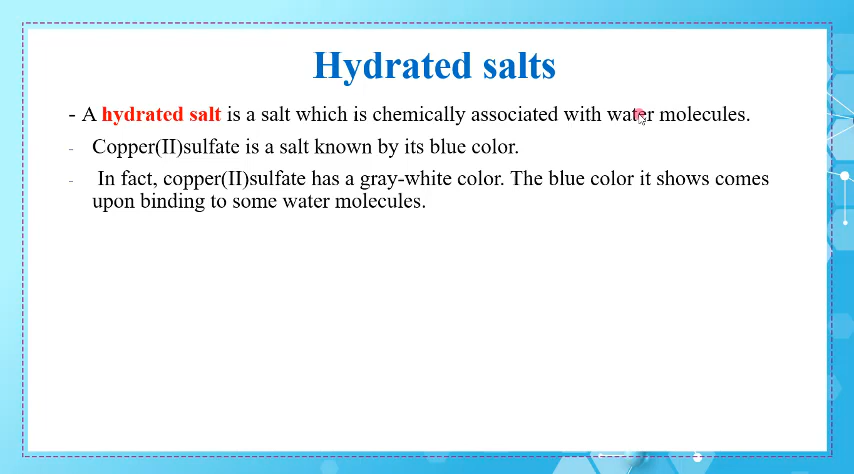 Hydrated salts
- A hydrated salt is a salt which is chemically associated with water molecules.
- Copper(II)sulfate is a salt known by its blue color.
- In fact, copper(II)sulfate has a gray-white color. The blue color it shows comes
upon binding to some water molecules.